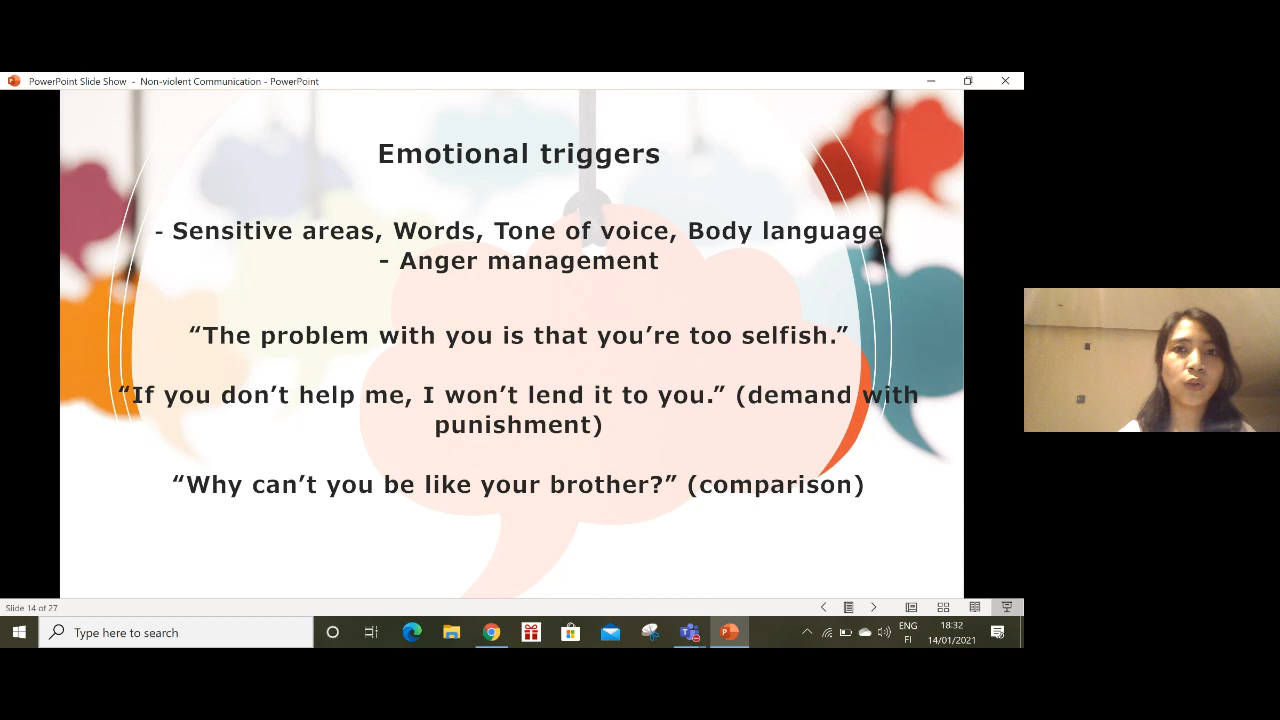 PowerPoint Slide Show - Non-violent Communication - PowerPoint
Emotional triggers
- Sensitive areas, Words, Tone of voice, Body language
- Anger management
“The problem with you is that you’re too selfish.”
“If you don’t help me, I won’t lend it to you.” (demand with
punishment)
“Why can’t you be like your brother?” (comparison)
Slide 14 of 27
Type here to search
ENG
FI
18:32
14/01/2021